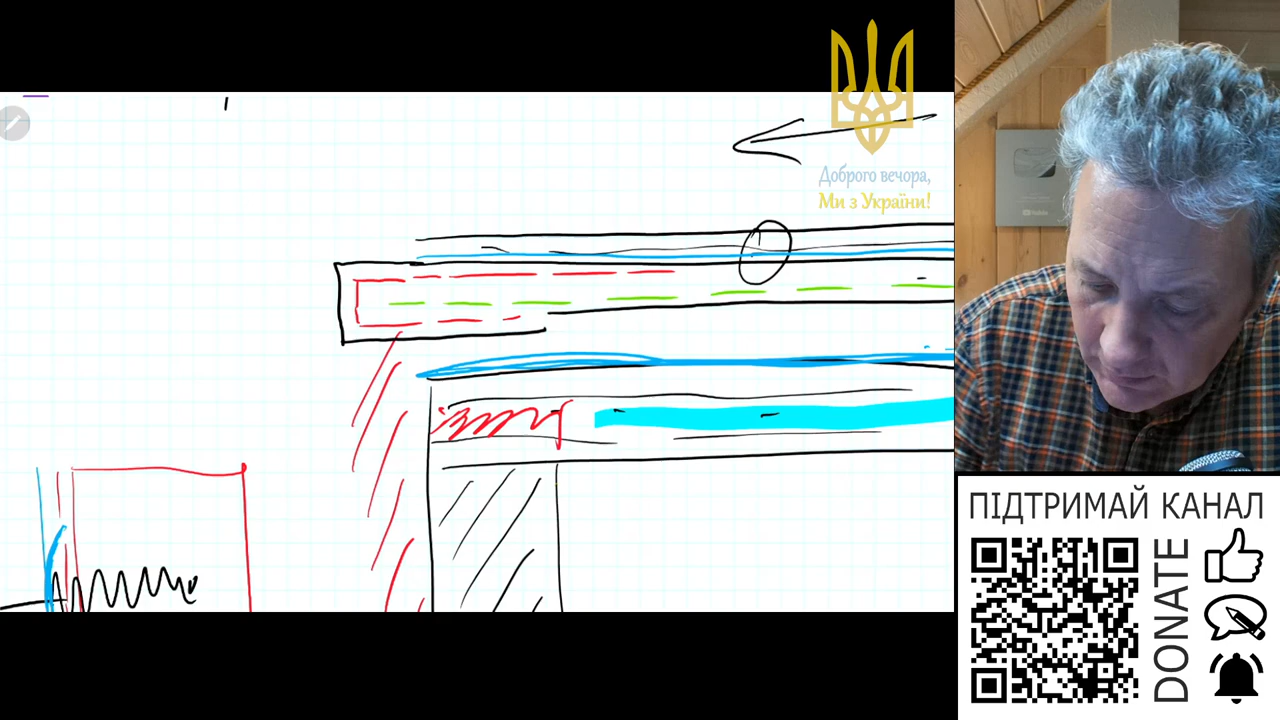 Доброго вечора,
Ми з України!
ПІДТРИМАЙ КАНАЛ
DONATE